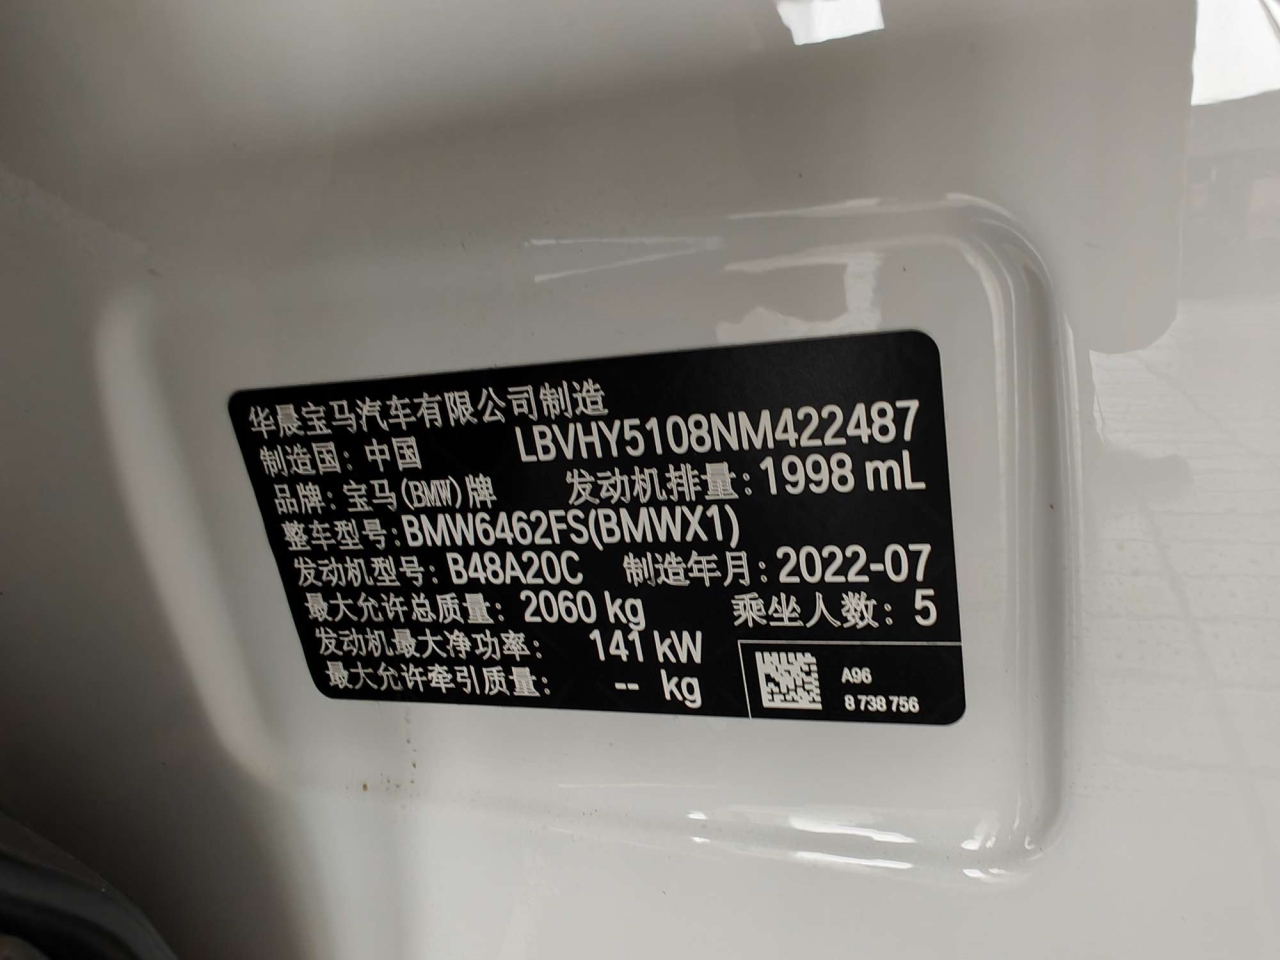 华晨宝马汽车有限公司制造
制造国：中国 LBVHY5108NM422487
品牌：宝马(BMW)牌 发动机排量：1998 mL
整车型号：BMW6462FS(BMWX1)
发动机型号：B48A20C 制造年月：2022-07
最大允许总质量：2060 kg 乘坐人数：5
发动机最大净功率： 141 kW
最大允许牵引质量： -- kg
A96
8 738 756